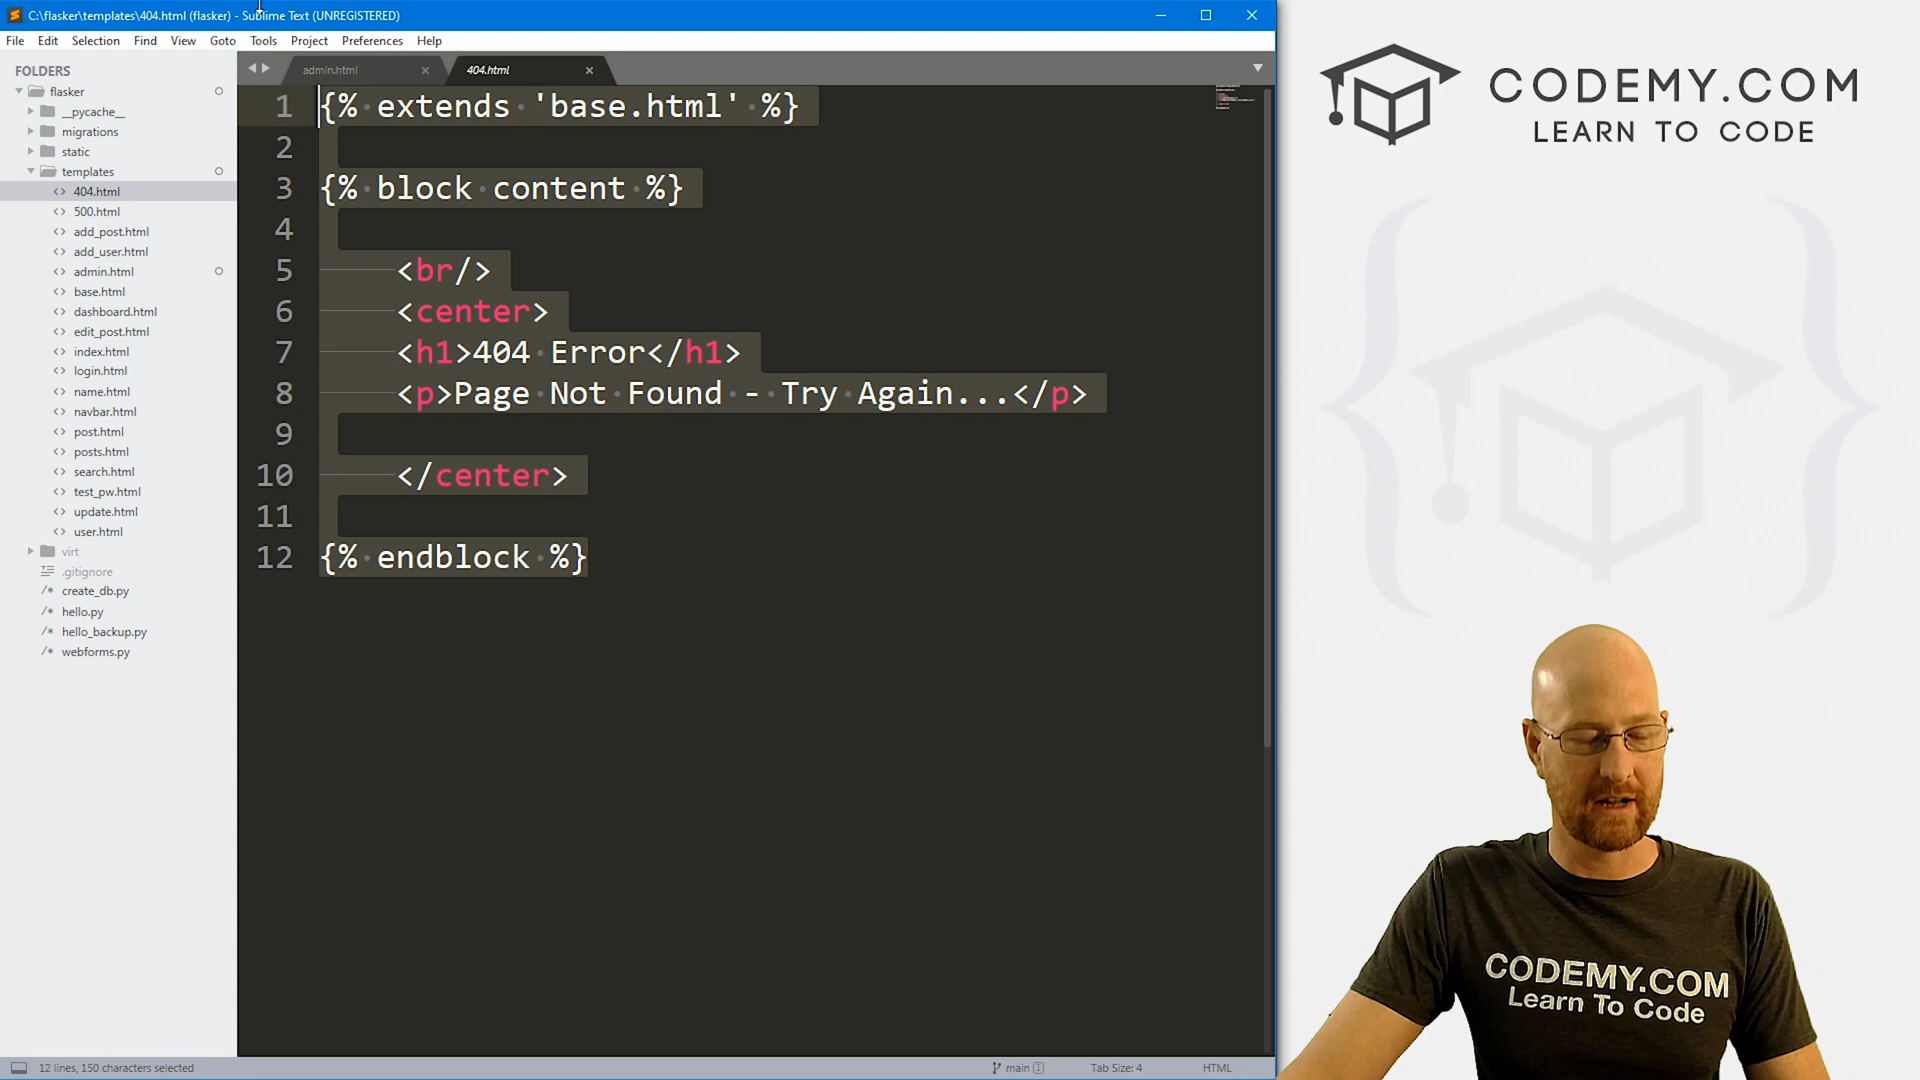 C:\flasker\templates\404.html (flasker) - Sublime Text (UNREGISTERED)
File Edit Selection Find View Goto Tools Project Preferences Help
FOLDERS
flasker
__pycache__
migrations
static
templates
404.html
500.html
add_post.html
add_user.html
admin.html
base.html
dashboard.html
edit_post.html
index.html
login.html
name.html
navbar.html
post.html
posts.html
search.html
test_pw.html
update.html
user.html
virt
.gitignore
create_db.py
hello.py
hello_backup.py
webforms.py
admin.html 404.html
1 {% extends 'base.html' %}
2
3 {% block content %}
4
5 <br/>
6 <center>
7 <h1>404 Error</h1>
8 <p>Page Not Found - Try Again...</p>
9
10 </center>
11
12 {% endblock %}
12 lines, 150 characters selected
main 1 Tab Size: 4 HTML
CODEMY.COM
LEARN TO CODE
CODEMY.COM
Learn To Code